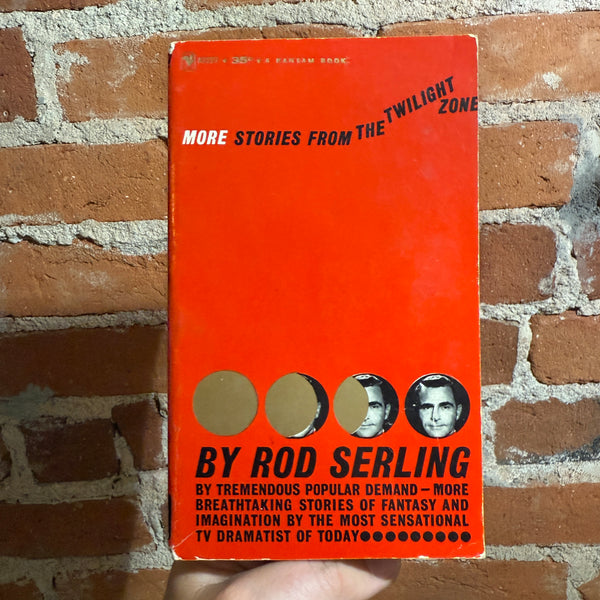 35¢ • A BANTAM BOOK
MORE STORIES FROM THE TWILIGHT ZONE
BY ROD SERLING
BY TREMENDOUS POPULAR DEMAND – MORE
BREATHTAKING STORIES OF FANTASY AND
IMAGINATION BY THE MOST SENSATIONAL
TV DRAMATIST OF TODAY●●●●●●●●●●